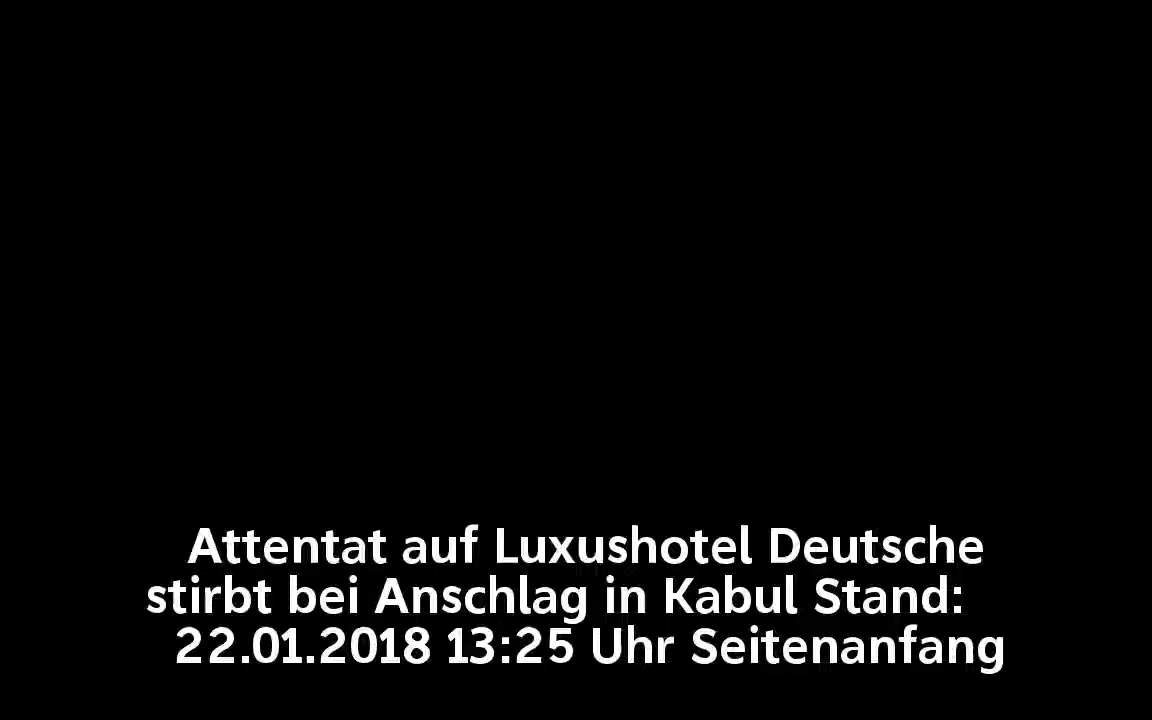 Attentat auf Luxushotel Deutsche
stirbt bei Anschlag in Kabul Stand:
22.01.2018 13:25 Uhr Seitenanfang